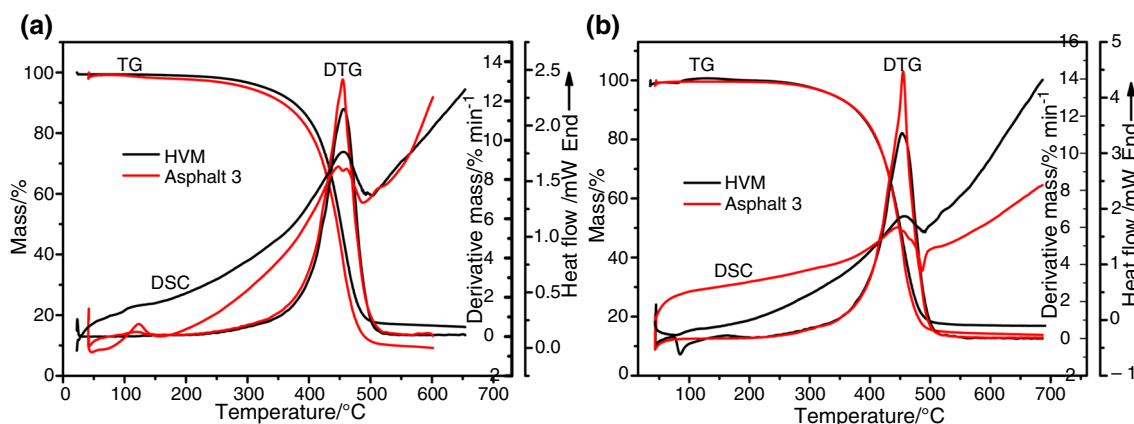 (a)
TG
DTG
HVM
Asphalt 3
DSC
100
80
60
40
20
0
Mass/%
0 100 200 300 400 500 600 700
Temperature/°C
14
12
10
8
6
4
2
0
2
Derivative mass/% min-1
2.5
2.0
1.5
1.0
0.5
0.0
Heat flow /mW End
(b)
TG
DTG
HVM
Asphalt 3
DSC
100
80
60
40
20
0
Mass/%
100 200 300 400 500 600 700
Temperature/°C
16
14
12
10
8
6
4
2
0
2
Derivative mass/% min-1
5
4
3
2
1
0
−1
Heat flow /mW End